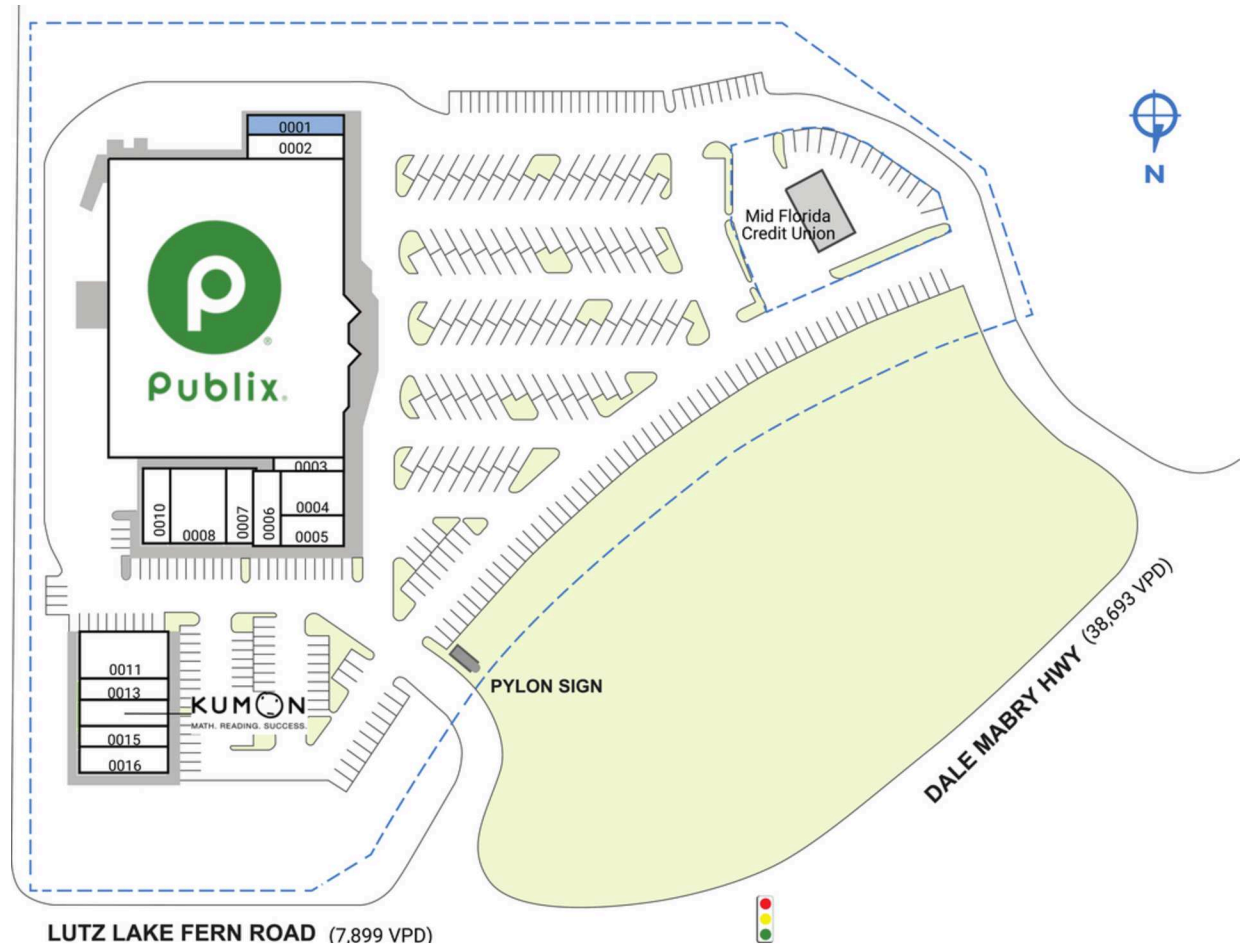 0001
0002
N
Mid Florida
Credit Union
®
Publix.
0003
0004
0005
0006
0007
0008
0010
0011
0013
KUMON
MATH. READING. SUCCESS.
0015
0016
PYLON SIGN
DALE MABRY HWY (38,693 VPD)
LUTZ LAKE FERN ROAD (7,899 VPD)